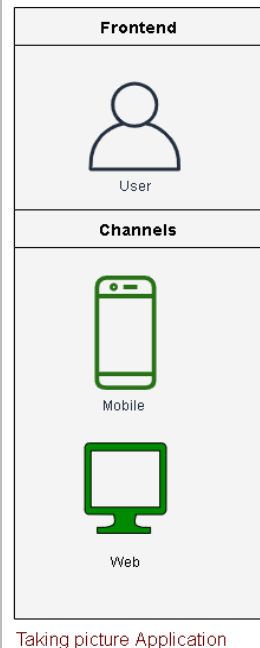 Frontend
User
Channels
Mobile
Web
Taking picture Application